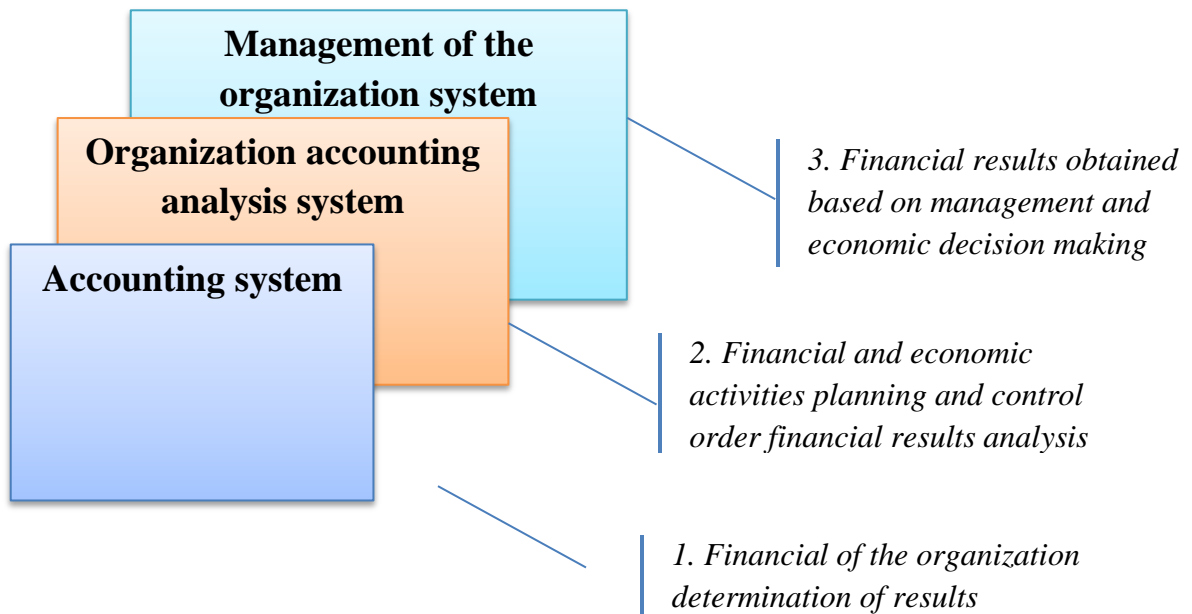 Management of the
organization system
Organization accounting
analysis system
Accounting system
3. Financial results obtained
based on management and
economic decision making
2. Financial and economic
activities planning and control
order financial results analysis
1. Financial of the organization
determination of results